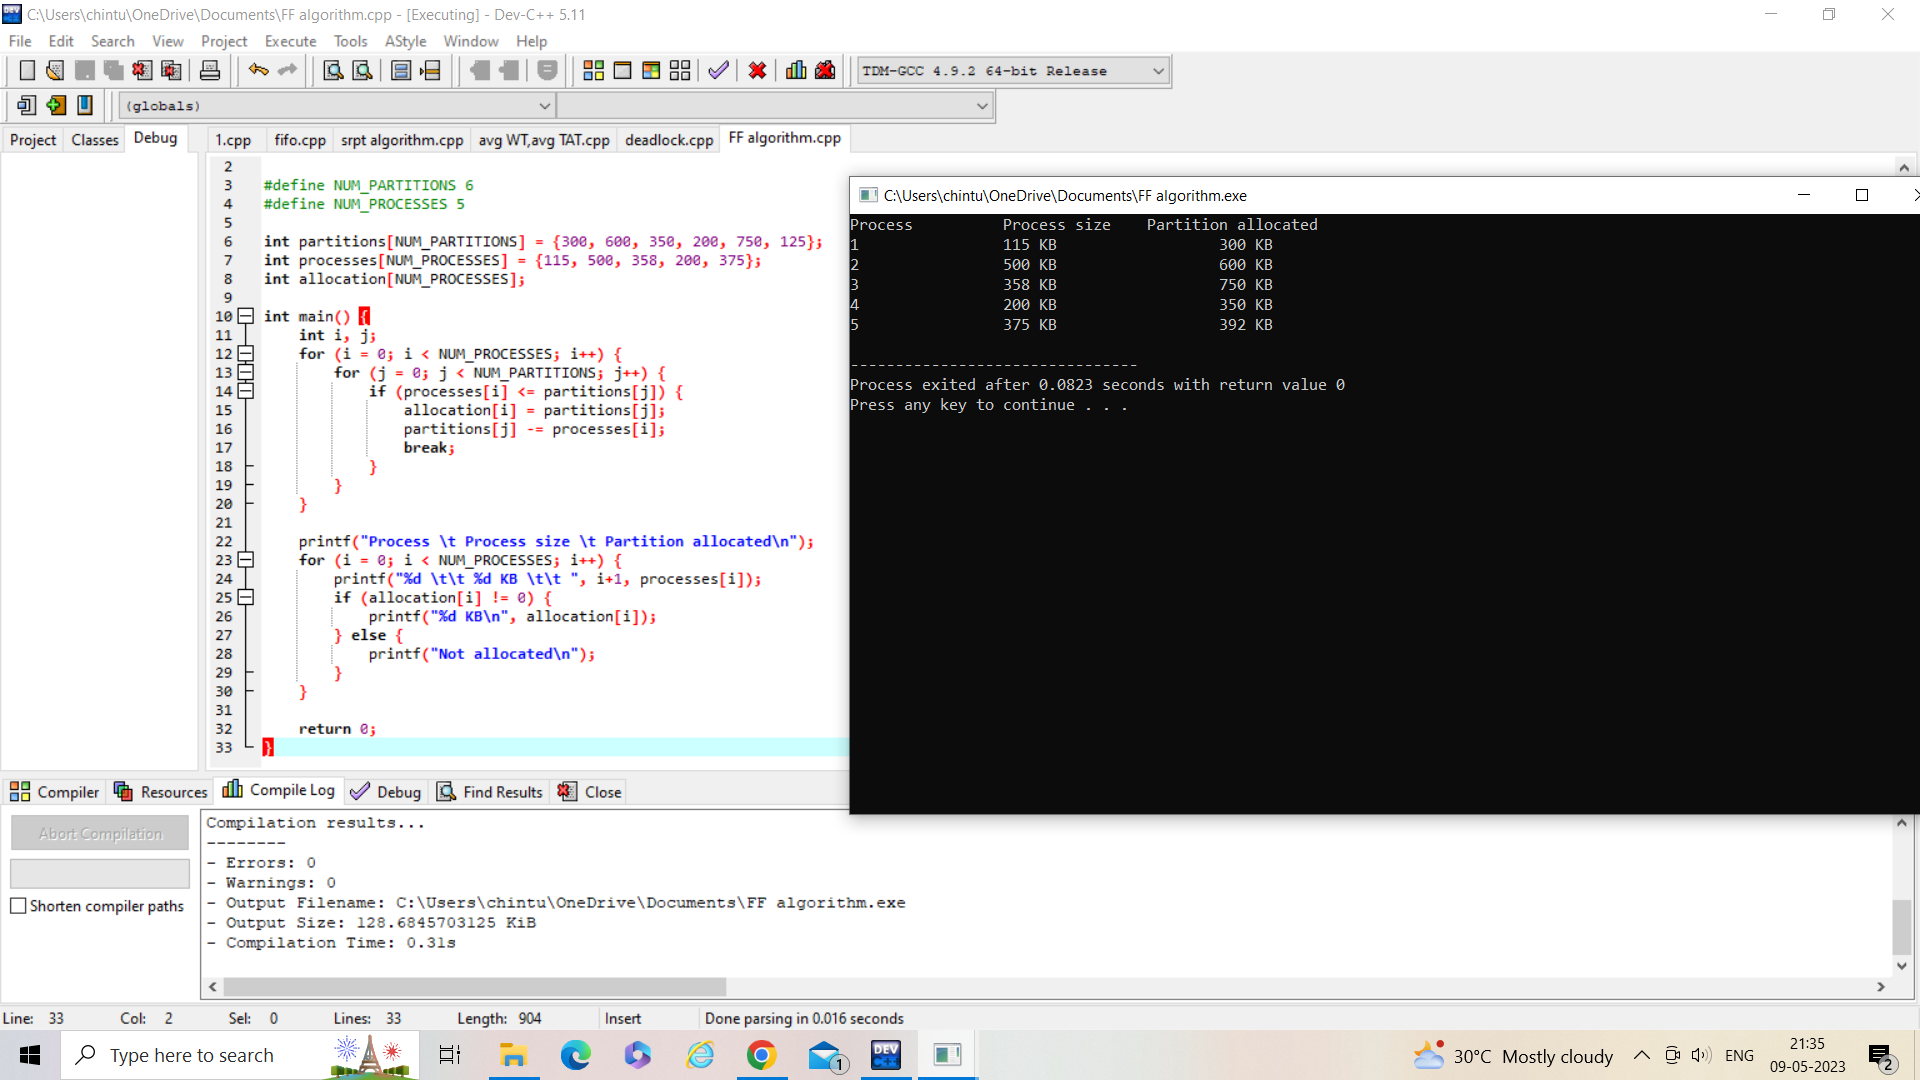 C:\Users\chintu\OneDrive\Documents\FF algorithm.cpp - [Executing] - Dev-C++ 5.11
File Edit Search View Project Execute Tools AStyle Window Help
TDM-GCC 4.9.2 64-bit Release
(globals)
Project Classes Debug 1.cpp fifo.cpp srpt algorithm.cpp avg WT,avg TAT.cpp deadlock.cpp FF algorithm.cpp
2
3 #define NUM_PARTITIONS 6
4 #define NUM_PROCESSES 5
5
6 int partitions[NUM_PARTITIONS] = {300, 600, 350, 200, 750, 125};
7 int processes[NUM_PROCESSES] = {115, 500, 358, 200, 375};
8 int allocation[NUM_PROCESSES];
9
10 int main() {
11 int i, j;
12 for (i = 0; i < NUM_PROCESSES; i++) {
13 for (j = 0; j < NUM_PARTITIONS; j++) {
14 if (processes[i] <= partitions[j]) {
15 allocation[i] = partitions[j];
16 partitions[j] -= processes[i];
17 break;
18 }
19 }
20 }
21
22 printf("Process \t Process size \t Partition allocated\n");
23 for (i = 0; i < NUM_PROCESSES; i++) {
24 printf("%d \t\t %d KB \t\t ", i+1, processes[i]);
25 if (allocation[i] != 0) {
26 printf("%d KB\n", allocation[i]);
27 } else {
28 printf("Not allocated\n");
29 }
30 }
31
32 return 0;
33 }
C:\Users\chintu\OneDrive\Documents\FF algorithm.exe
Process Process size Partition allocated
1 115 KB 300 KB
2 500 KB 600 KB
3 358 KB 750 KB
4 200 KB 350 KB
5 375 KB 392 KB
--------------------------------
Process exited after 0.0823 seconds with return value 0
Press any key to continue . . .
Compiler Resources Compile Log Debug Find Results Close
Abort Compilation
Shorten compiler paths
Compilation results...
--------
- Errors: 0
- Warnings: 0
- Output Filename: C:\Users\chintu\OneDrive\Documents\FF algorithm.exe
- Output Size: 128.6845703125 KiB
- Compilation Time: 0.31s
Line: 33 Col: 2 Sel: 0 Lines: 33 Length: 904 Insert Done parsing in 0.016 seconds
Type here to search
1
DEV C++
30°C Mostly cloudy
ENG
21:35
09-05-2023
2